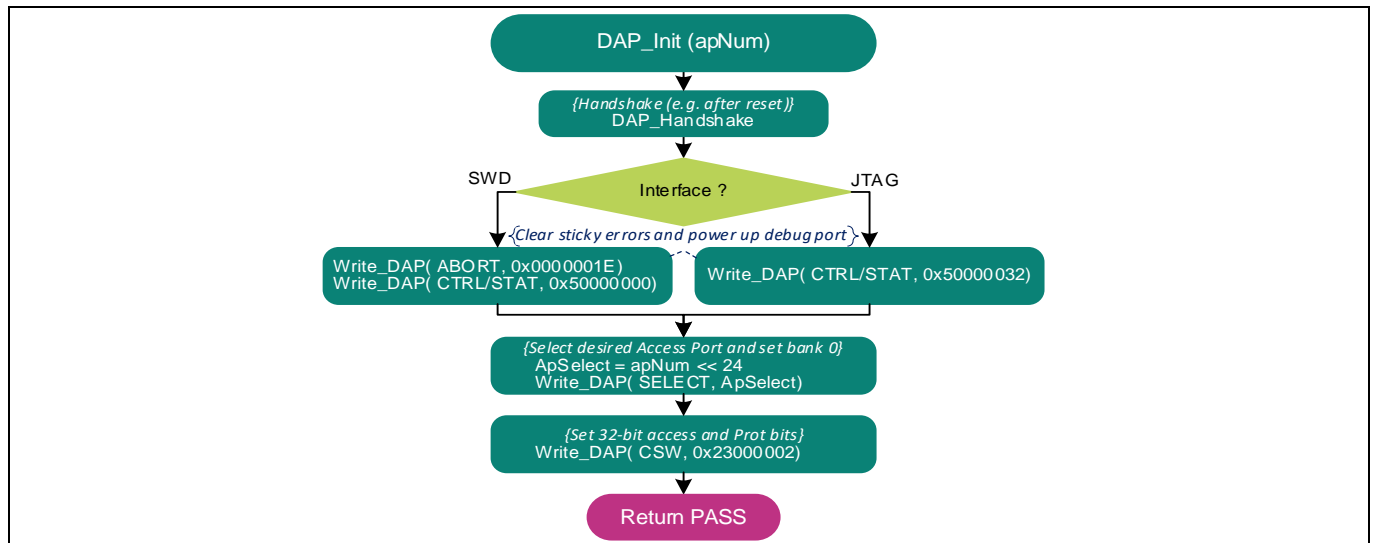 DAP_Init (apNum)
{Handshake (e.g. after reset)}
DAP_Handshake
SWD
Interface ?
JTAG
{Clear sticky errors and power up debug port}
Write_DAP( ABORT, 0x0000001E)
Write_DAP( CTRL/STAT, 0x50000000)
Write_DAP( CTRL/STAT, 0x50000032)
{Select desired Access Port and set bank 0}
ApSelect = apNum << 24
Write_DAP( SELECT, ApSelect)
{Set 32-bit access and Prot bits}
Write_DAP( CSW, 0x23000002)
Return PASS